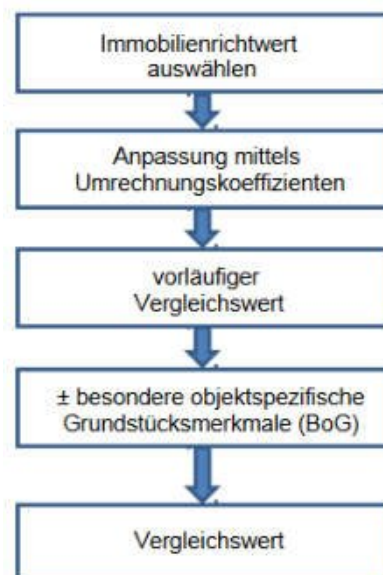 Immobilienrichtwert
auswählen
Anpassung mittels
Umrechnungskoeffizienten
vorläufiger
Vergleichswert
± besondere objektspezifische
Grundstücksmerkmale (BoG)
Vergleichswert